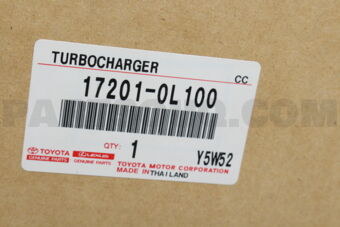 TURBOCHARGER
CC
17201-0L100
QTY: 1
Y5W52
TOYOTA LEXUS
GENUINE PARTS GENUINE PARTS
TOYOTA MOTOR CORPORATION
MADE IN THAILAND